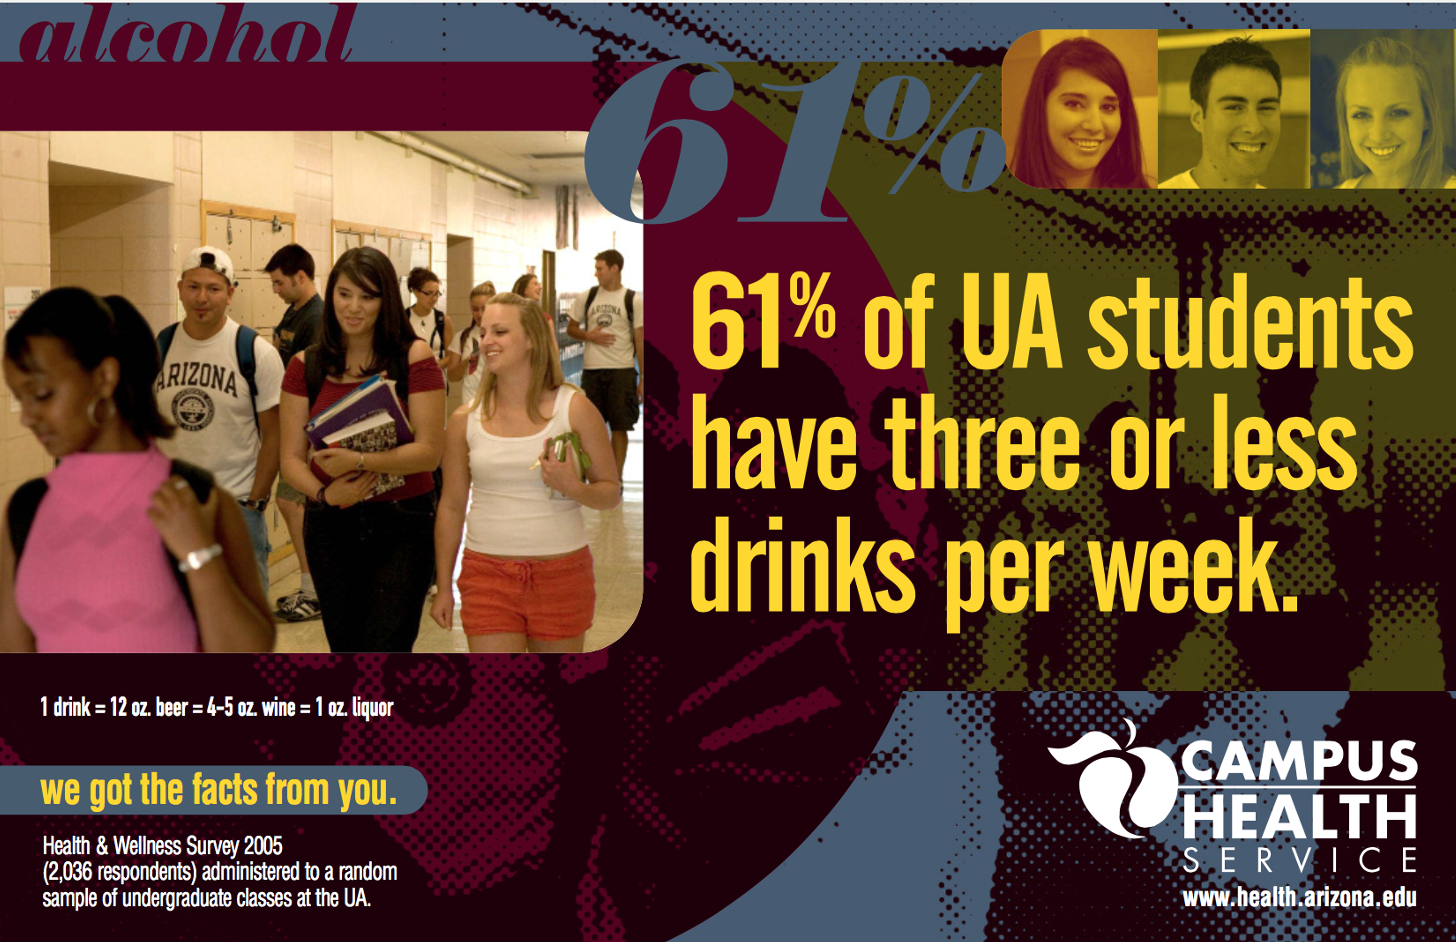 alcohol
61%
ARIZONA
ARIZONA
61% of UA students
have three or less
drinks per week.
1 drink = 12 oz. beer = 4-5 oz. wine = 1 oz. liquor
we got the facts from you.
Health & Wellness Survey 2005
(2,036 respondents) administered to a random
sample of undergraduate classes at the UA.
CAMPUS
HEALTH
SERVICE
www.health.arizona.edu